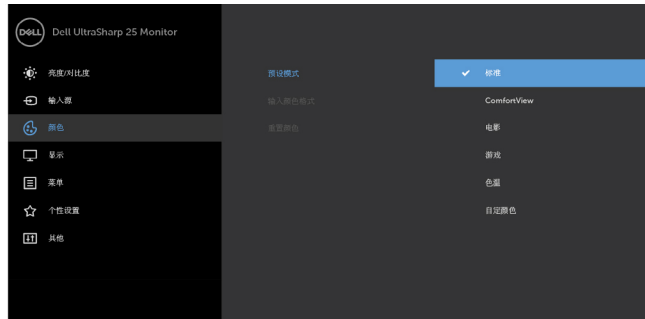 DELL Dell UltraSharp 25 Monitor
亮度/对比度 预设模式 标准
输入源 输入颜色格式 ComfortView
颜色 重置颜色 电影
显示 游戏
菜单 色温
个性设置 自定颜色
其他